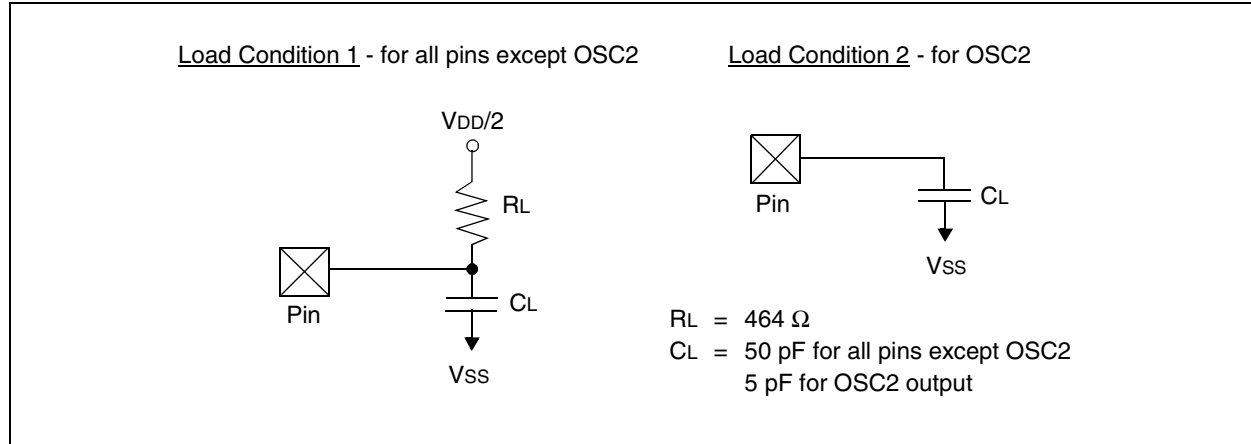 Load Condition 1 - for all pins except OSC2
VDD/2
RL
Pin
CL
VSS
Load Condition 2 - for OSC2
Pin
CL
VSS
RL = 464 Ω
CL = 50 pF for all pins except OSC2
5 pF for OSC2 output